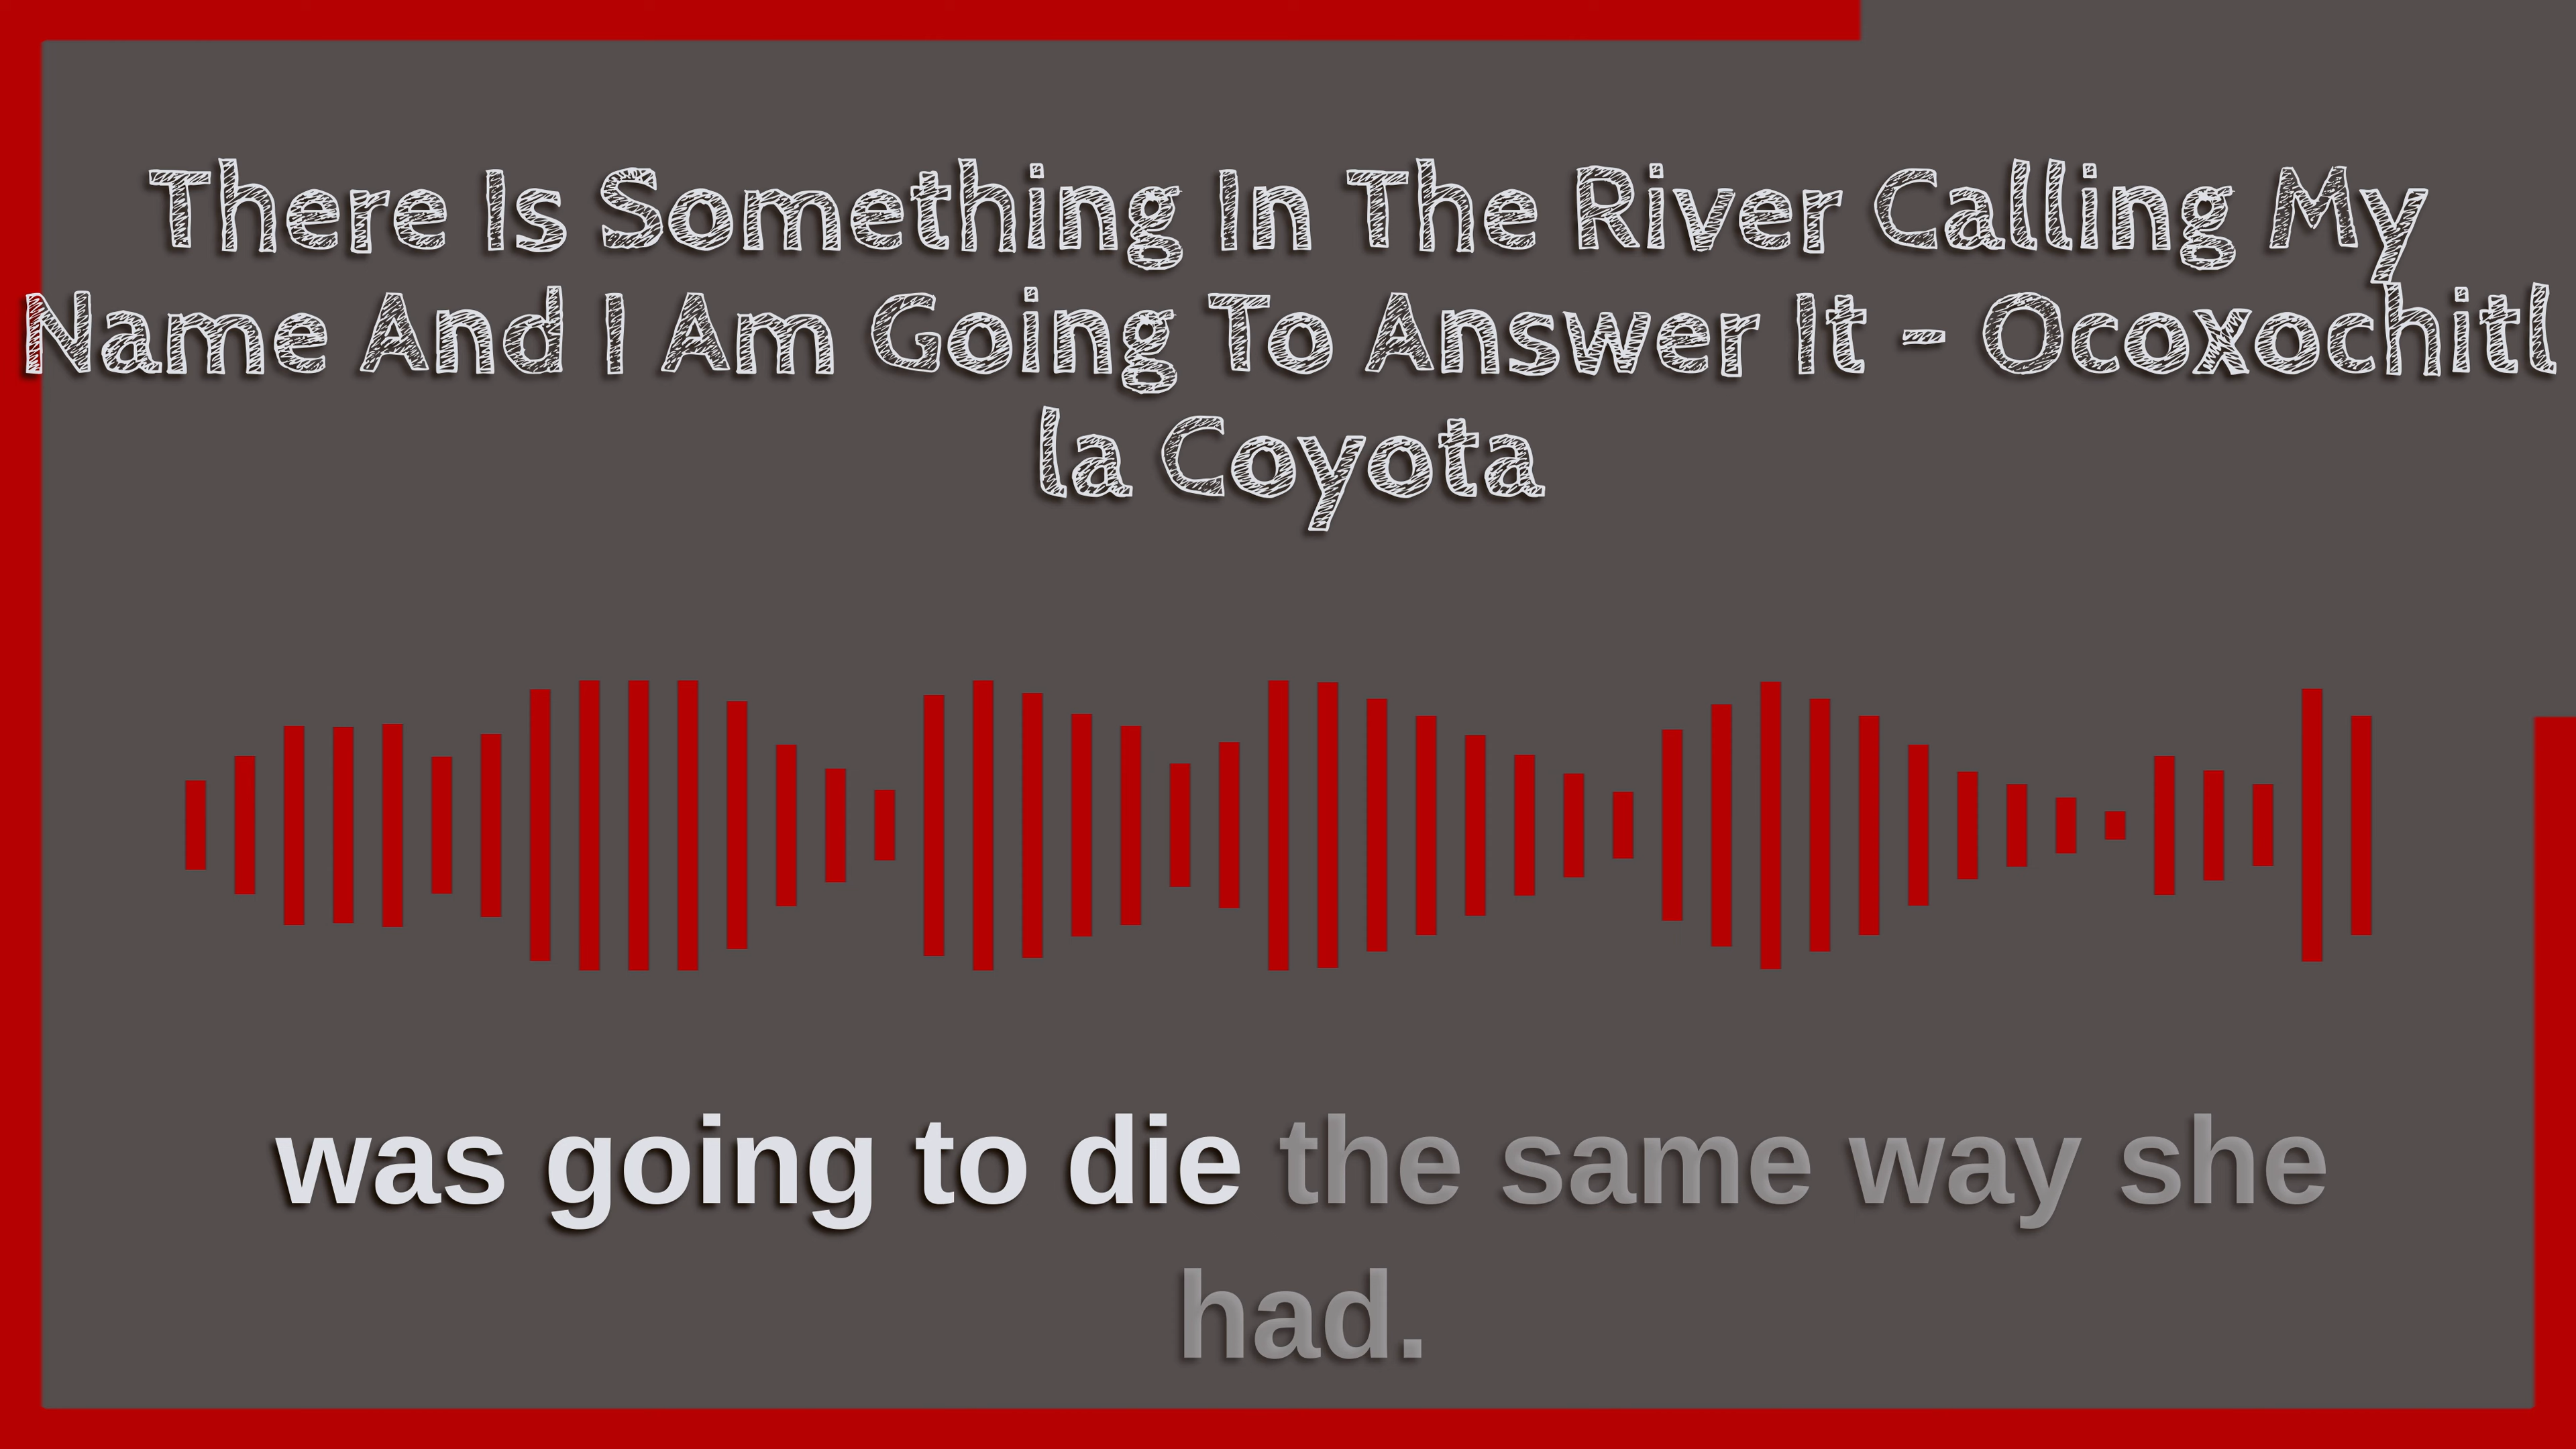 There Is Something In The River Calling My
Name And I Am Going To Answer It - Ocoxochitl
la Coyota
was going to die the same way she
had.